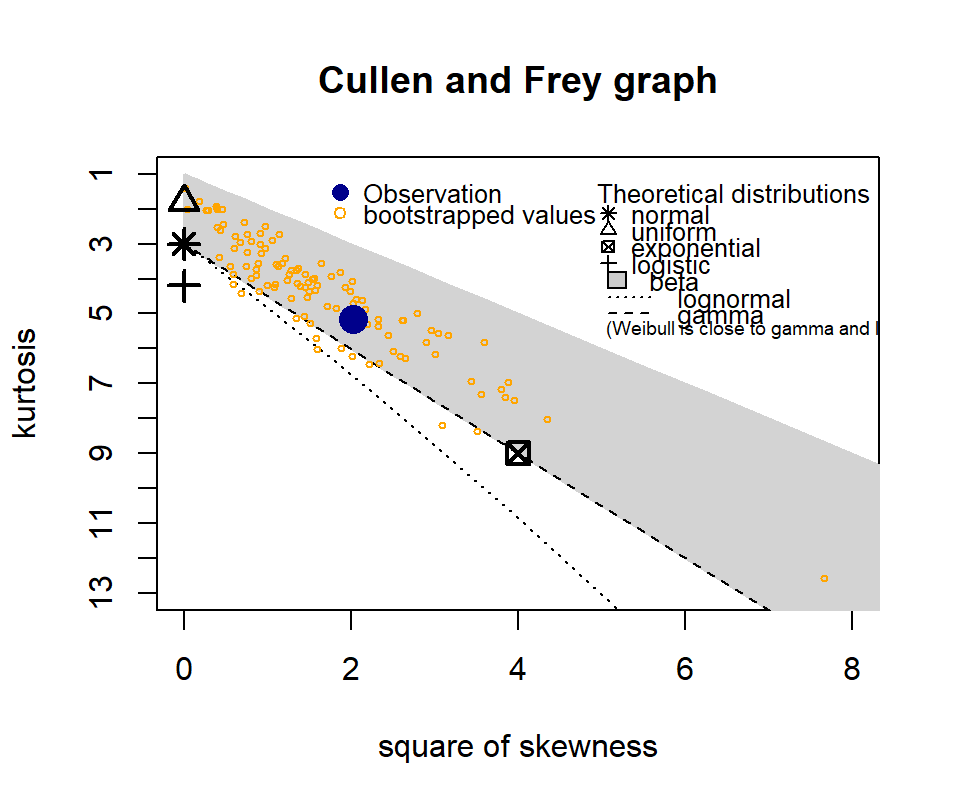 Cullen and Frey graph
Observation
bootstrapped values
Theoretical distributions
normal
uniform
exponential
logistic
beta
lognormal
gamma
(Weibull is close to gamma and l
kurtosis
1
3
5
7
9
11
13
0 2 4 6 8
square of skewness